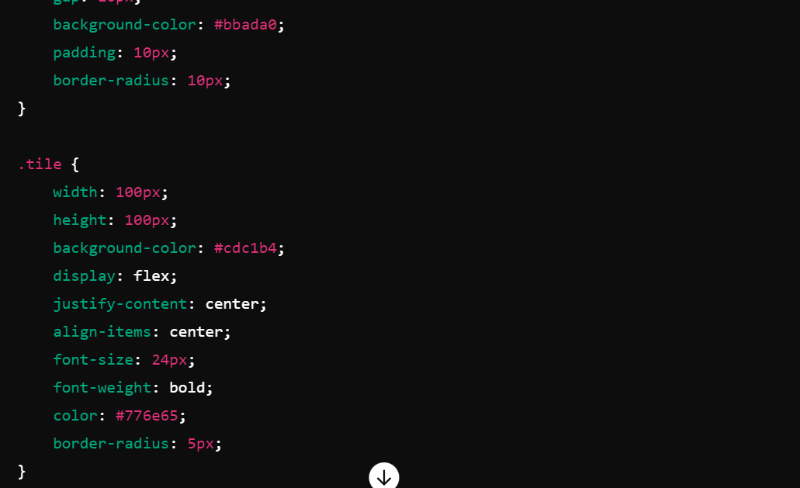 background-color: #bbada0;
padding: 10px;
border-radius: 10px;
}
.tile {
width: 100px;
height: 100px;
background-color: #cdc1b4;
display: flex;
justify-content: center;
align-items: center;
font-size: 24px;
font-weight: bold;
color: #776e65;
border-radius: 5px;
}